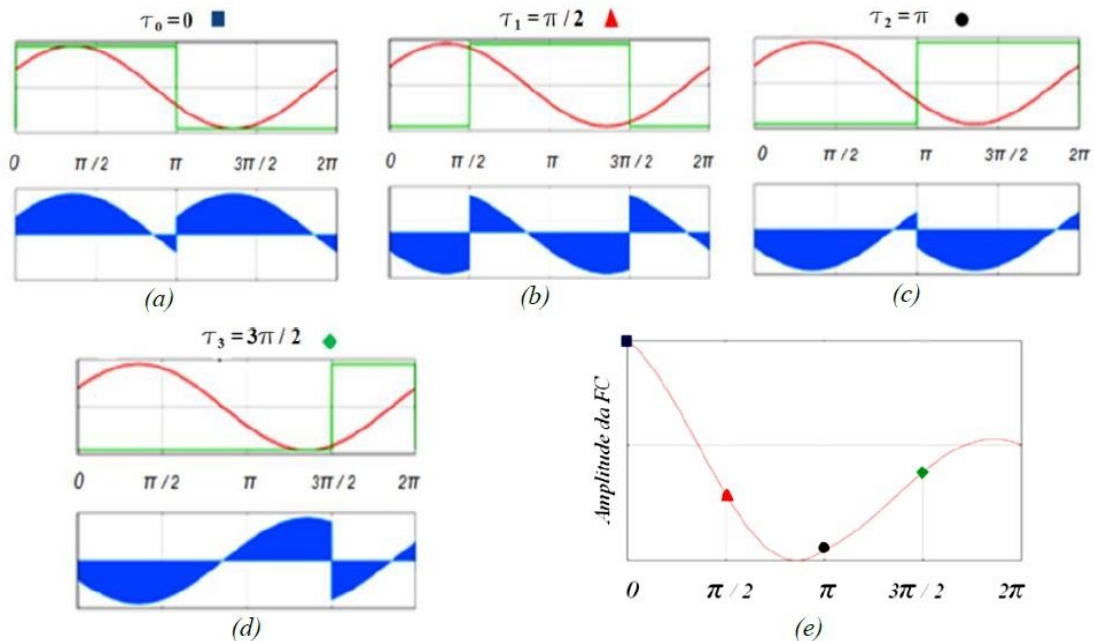 τ₀ = 0
τ₁ = π / 2
τ₂ = π
0 π / 2 π 3π / 2 2π
0 π / 2 π 3π / 2 2π
0 π / 2 π 3π / 2 2π
(a)
(b)
(c)
τ₃ = 3π / 2
0 π / 2 π 3π / 2 2π
(d)
Amplitude da FC
0 π / 2 π 3π / 2 2π
(e)